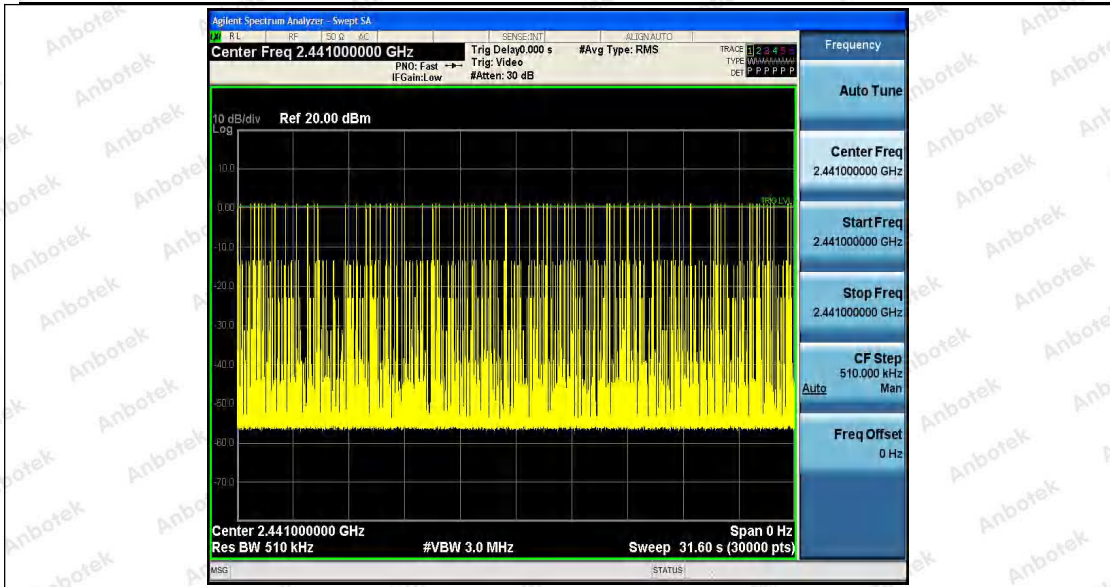 Agilent Spectrum Analyzer - Swept SA
RL RF 50 Ω AC SENSE:INT ALIGN AUTO
Center Freq 2.441000000 GHz
PNO: Fast
IFGain:Low
Trig Delay0.000 s
Trig: Video
#Atten: 30 dB
#Avg Type: RMS
TRACE 1 2 3 4 5 6
TYPE
DET P P P P P P
10 dB/div Ref 20.00 dBm
Log
10.0
0.00
TRIG LVL
-10.0
-20.0
-30.0
-40.0
-50.0
-60.0
-70.0
Center 2.441000000 GHz Span 0 Hz
Res BW 510 kHz #VBW 3.0 MHz Sweep 31.60 s (30000 pts)
MSG STATUS
Frequency
Auto Tune
Center Freq
2.441000000 GHz
Start Freq
2.441000000 GHz
Stop Freq
2.441000000 GHz
CF Step
510.000 kHz
Auto Man
Freq Offset
0 Hz
Anbotek